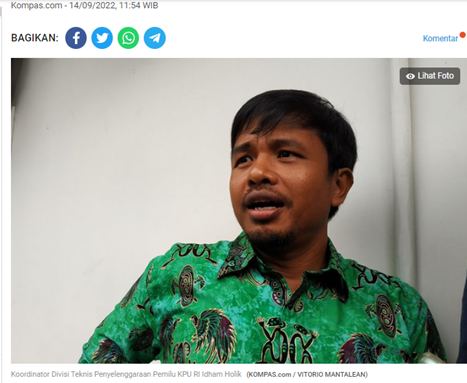 Kompas.com - 14/09/2022, 11:54 WIB
BAGIKAN:
Komentar
Lihat Foto
Koordinator Divisi Teknis Penyelenggaraan Pemilu KPU RI Idham Holik (KOMPAS.com / VITORIO MANTALEAN)